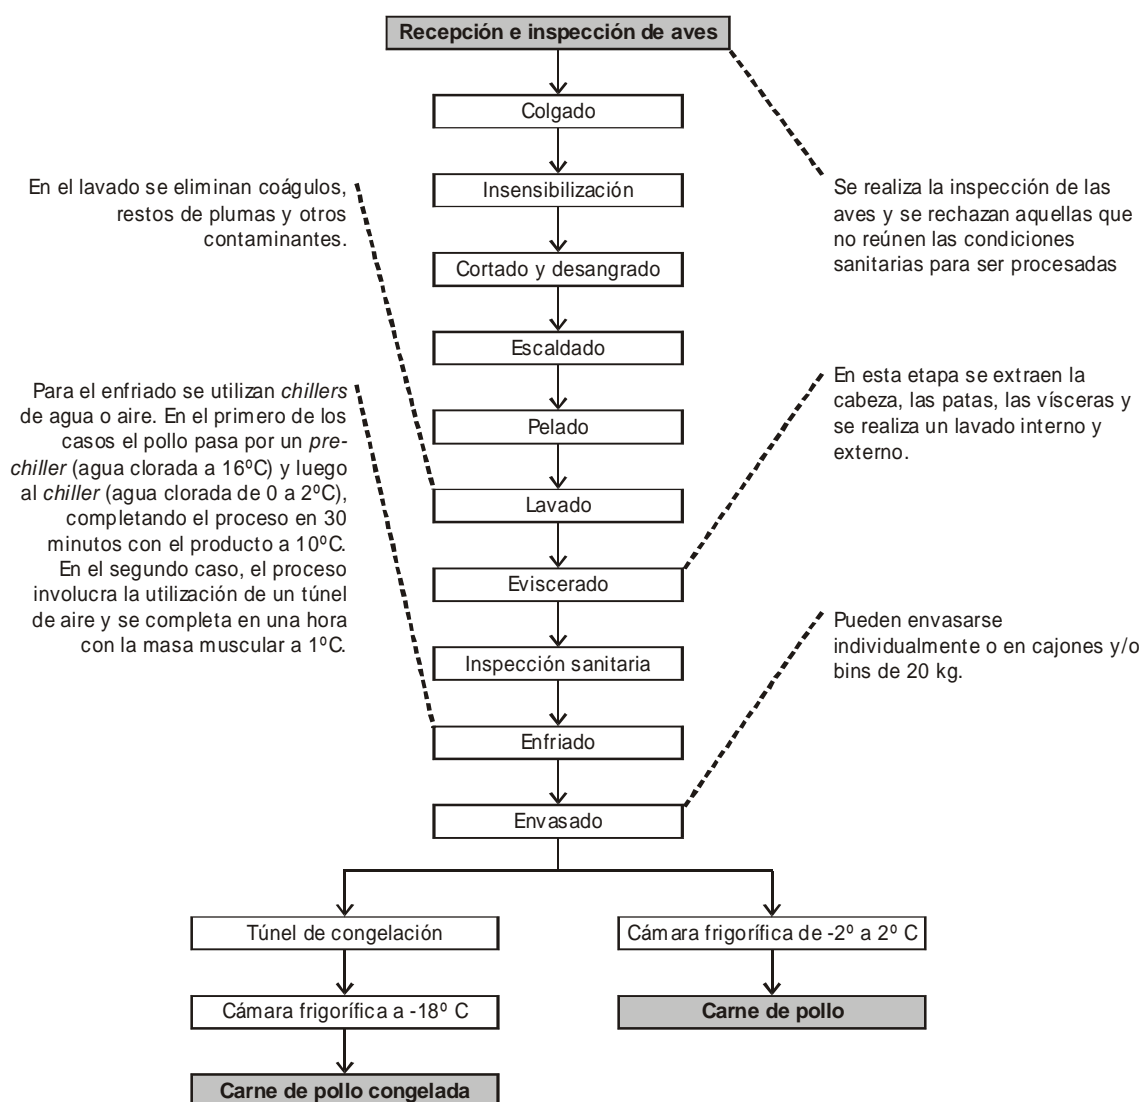 Recepción e inspección de aves
Colgado
Insensibilización
Cortado y desangrado
Escaldado
Pelado
Lavado
Eviscerado
Inspección sanitaria
Enfriado
Envasado
Se realiza la inspección de las
aves y se rechazan aquellas que
no reúnen las condiciones
sanitarias para ser procesadas
En el lavado se eliminan coágulos,
restos de plumas y otros
contaminantes.
En esta etapa se extraen la
cabeza, las patas, las vísceras y
se realiza un lavado interno y
externo.
Para el enfriado se utilizan chillers
de agua o aire. En el primero de los
casos el pollo pasa por un pre-
chiller (agua clorada a 16ºC) y luego
al chiller (agua clorada de 0 a 2ºC),
completando el proceso en 30
minutos con el producto a 10ºC.
En el segundo caso, el proceso
involucra la utilización de un túnel
de aire y se completa en una hora
con la masa muscular a 1ºC.
Pueden envasarse
individualmente o en cajones y/o
bins de 20 kg.
Túnel de congelación
Cámara frigorífica a -18º C
Carne de pollo congelada
Cámara frigorífica de -2º a 2º C
Carne de pollo